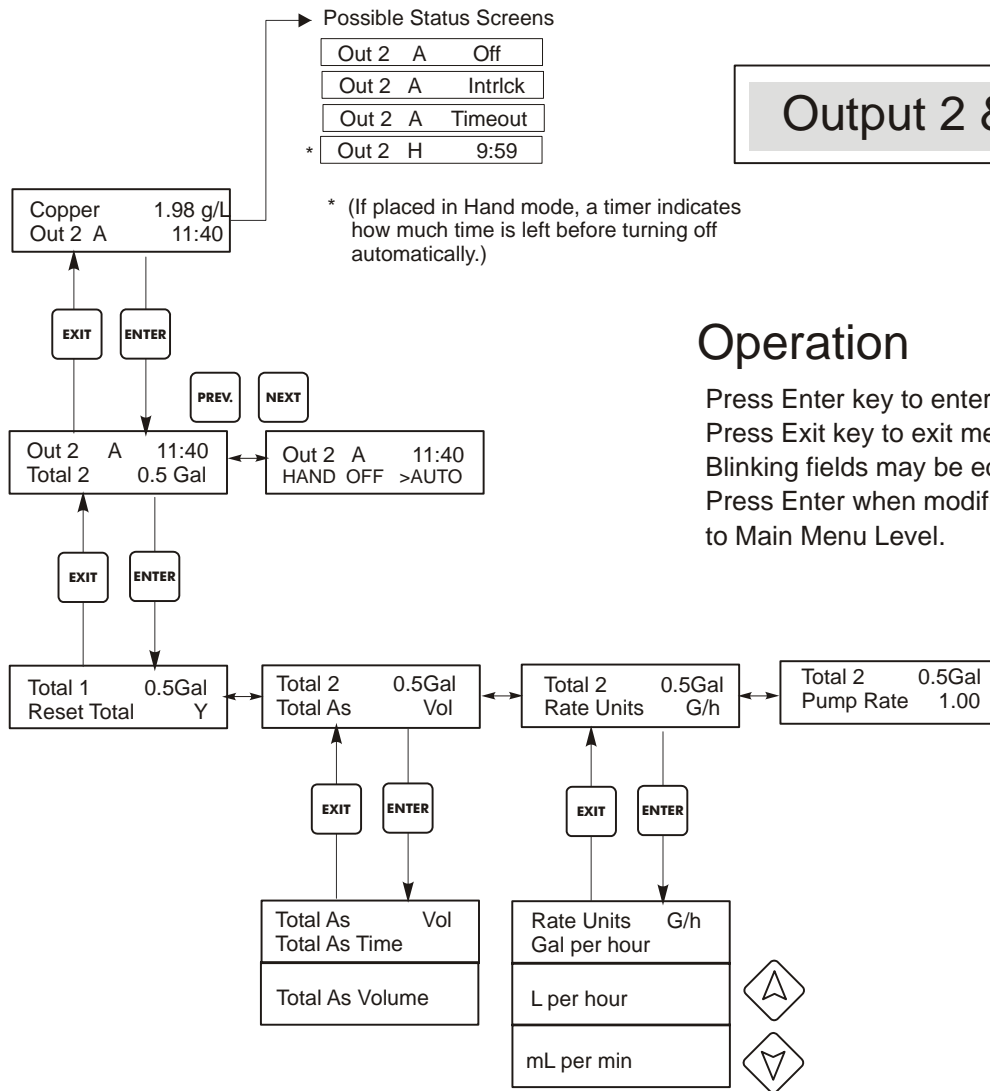 Possible Status Screens
Out 2 A Off
Out 2 A Intrlck
Out 2 A Timeout
* Out 2 H 9:59
Output 2 &
* (If placed in Hand mode, a timer indicates
how much time is left before turning off
automatically.)
Copper 1.98 g/L
Out 2 A 11:40
EXIT ENTER
PREV. NEXT
Operation
Press Enter key to enter
Press Exit key to exit me
Blinking fields may be ed
Press Enter when modif
to Main Menu Level.
Out 2 A 11:40
Total 2 0.5 Gal
Out 2 A 11:40
HAND OFF >AUTO
EXIT ENTER
Total 1 0.5Gal
Reset Total Y
Total 2 0.5Gal
Total As Vol
Total 2 0.5Gal
Rate Units G/h
Total 2 0.5Gal
Pump Rate 1.00
EXIT ENTER
EXIT ENTER
Total As Vol
Total As Time
Total As Volume
Rate Units G/h
Gal per hour
L per hour
mL per min